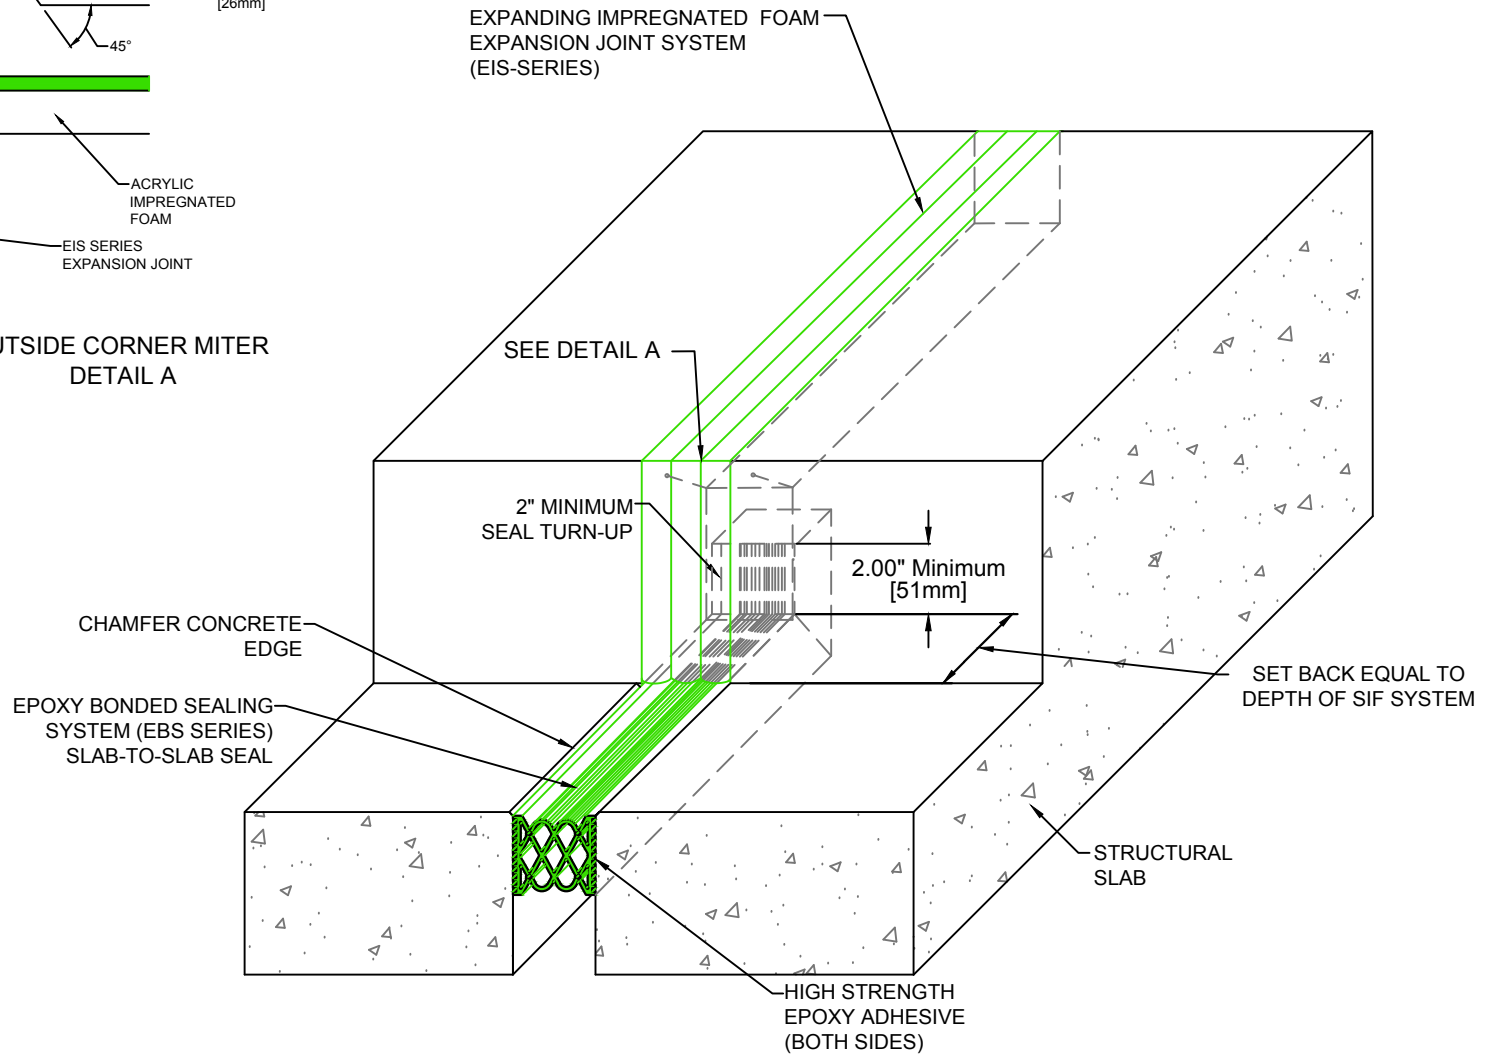 [26mm]
45°
ACRYLIC
IMPREGNATED
FOAM
EIS SERIES
EXPANSION JOINT
UTSIDE CORNER MITER
DETAIL A
EXPANDING IMPREGNATED FOAM
EXPANSION JOINT SYSTEM
(EIS-SERIES)
SEE DETAIL A
2" MINIMUM
SEAL TURN-UP
2.00" Minimum
[51mm]
CHAMFER CONCRETE
EDGE
EPOXY BONDED SEALING
SYSTEM (EBS SERIES)
SLAB-TO-SLAB SEAL
SET BACK EQUAL TO
DEPTH OF SIF SYSTEM
STRUCTURAL
SLAB
HIGH STRENGTH
EPOXY ADHESIVE
(BOTH SIDES)